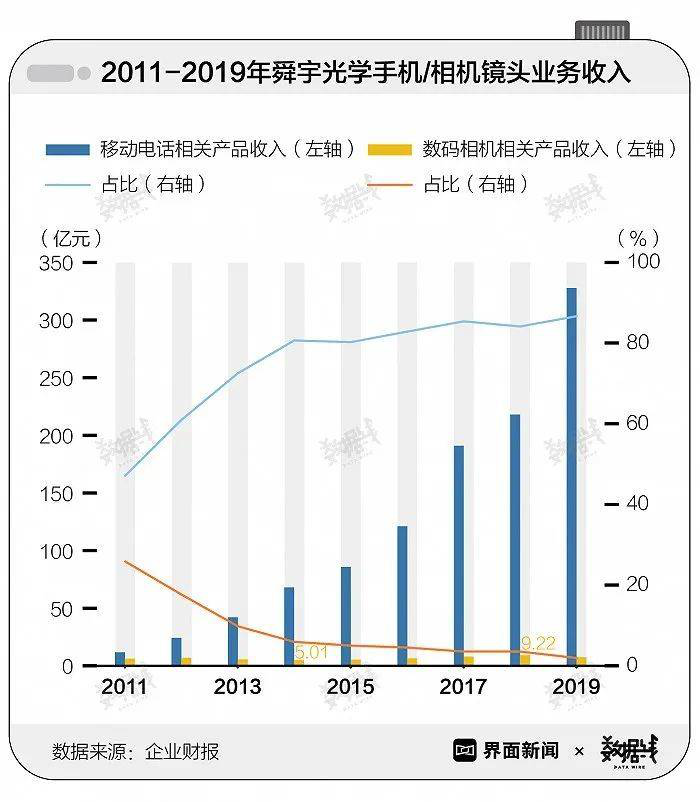 2011-2019年舜宇光学手机/相机镜头业务收入
移动电话相关产品收入（左轴） 数码相机相关产品收入（左轴）
占比（右轴） 占比（右轴）
（亿元） （%）
350 100
300
80
250
200 60
150
40
100
20
50
5.01 9.22
0 0
2011 2013 2015 2017 2019
数据来源：企业财报
界面新闻 × 数据线
DATA WIRE